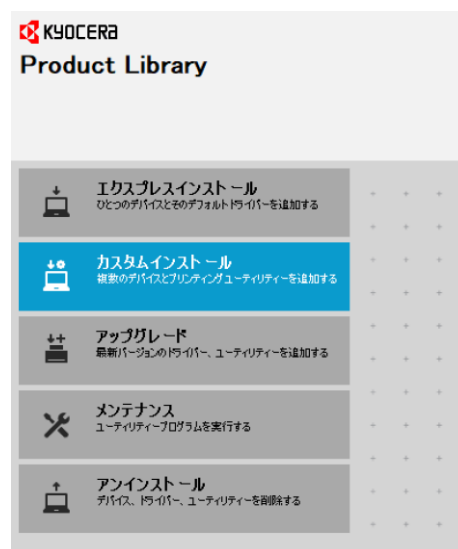 KYOCERA
Product Library
エクスプレスインストール
ひとつのデバイスとそのデフォルトドライバーを追加する
カスタムインストール
複数のデバイスとプリンティングユーティリティーを追加する
アップグレード
最新バージョンのドライバー、ユーティリティーを追加する
メンテナンス
ユーティリティープログラムを実行する
アンインストール
デバイス、ドライバー、ユーティリティーを削除する